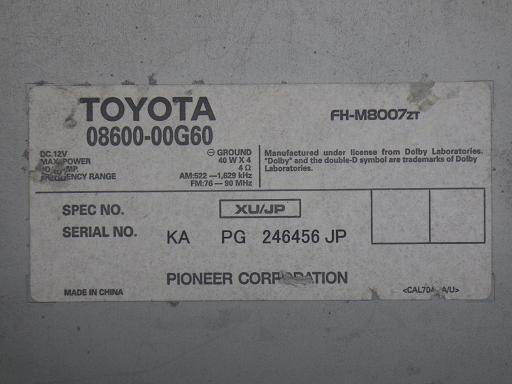 TOYOTA
FH-M8007ZT
08600-00G60
DC.12V ⊖ GROUND
MAX.POWER 40 W X 4
4 Ω
FREQUENCY RANGE AM:522 —1,629 kHz
FM:76 — 90 MHz
Manufactured under license from Dolby Laboratories.
"Dolby" and the double-D symbol are trademarks of Dolby
Laboratories.
SPEC NO. XU/JP
SERIAL NO. KA PG 246456 JP
PIONEER CORPORATION
MADE IN CHINA